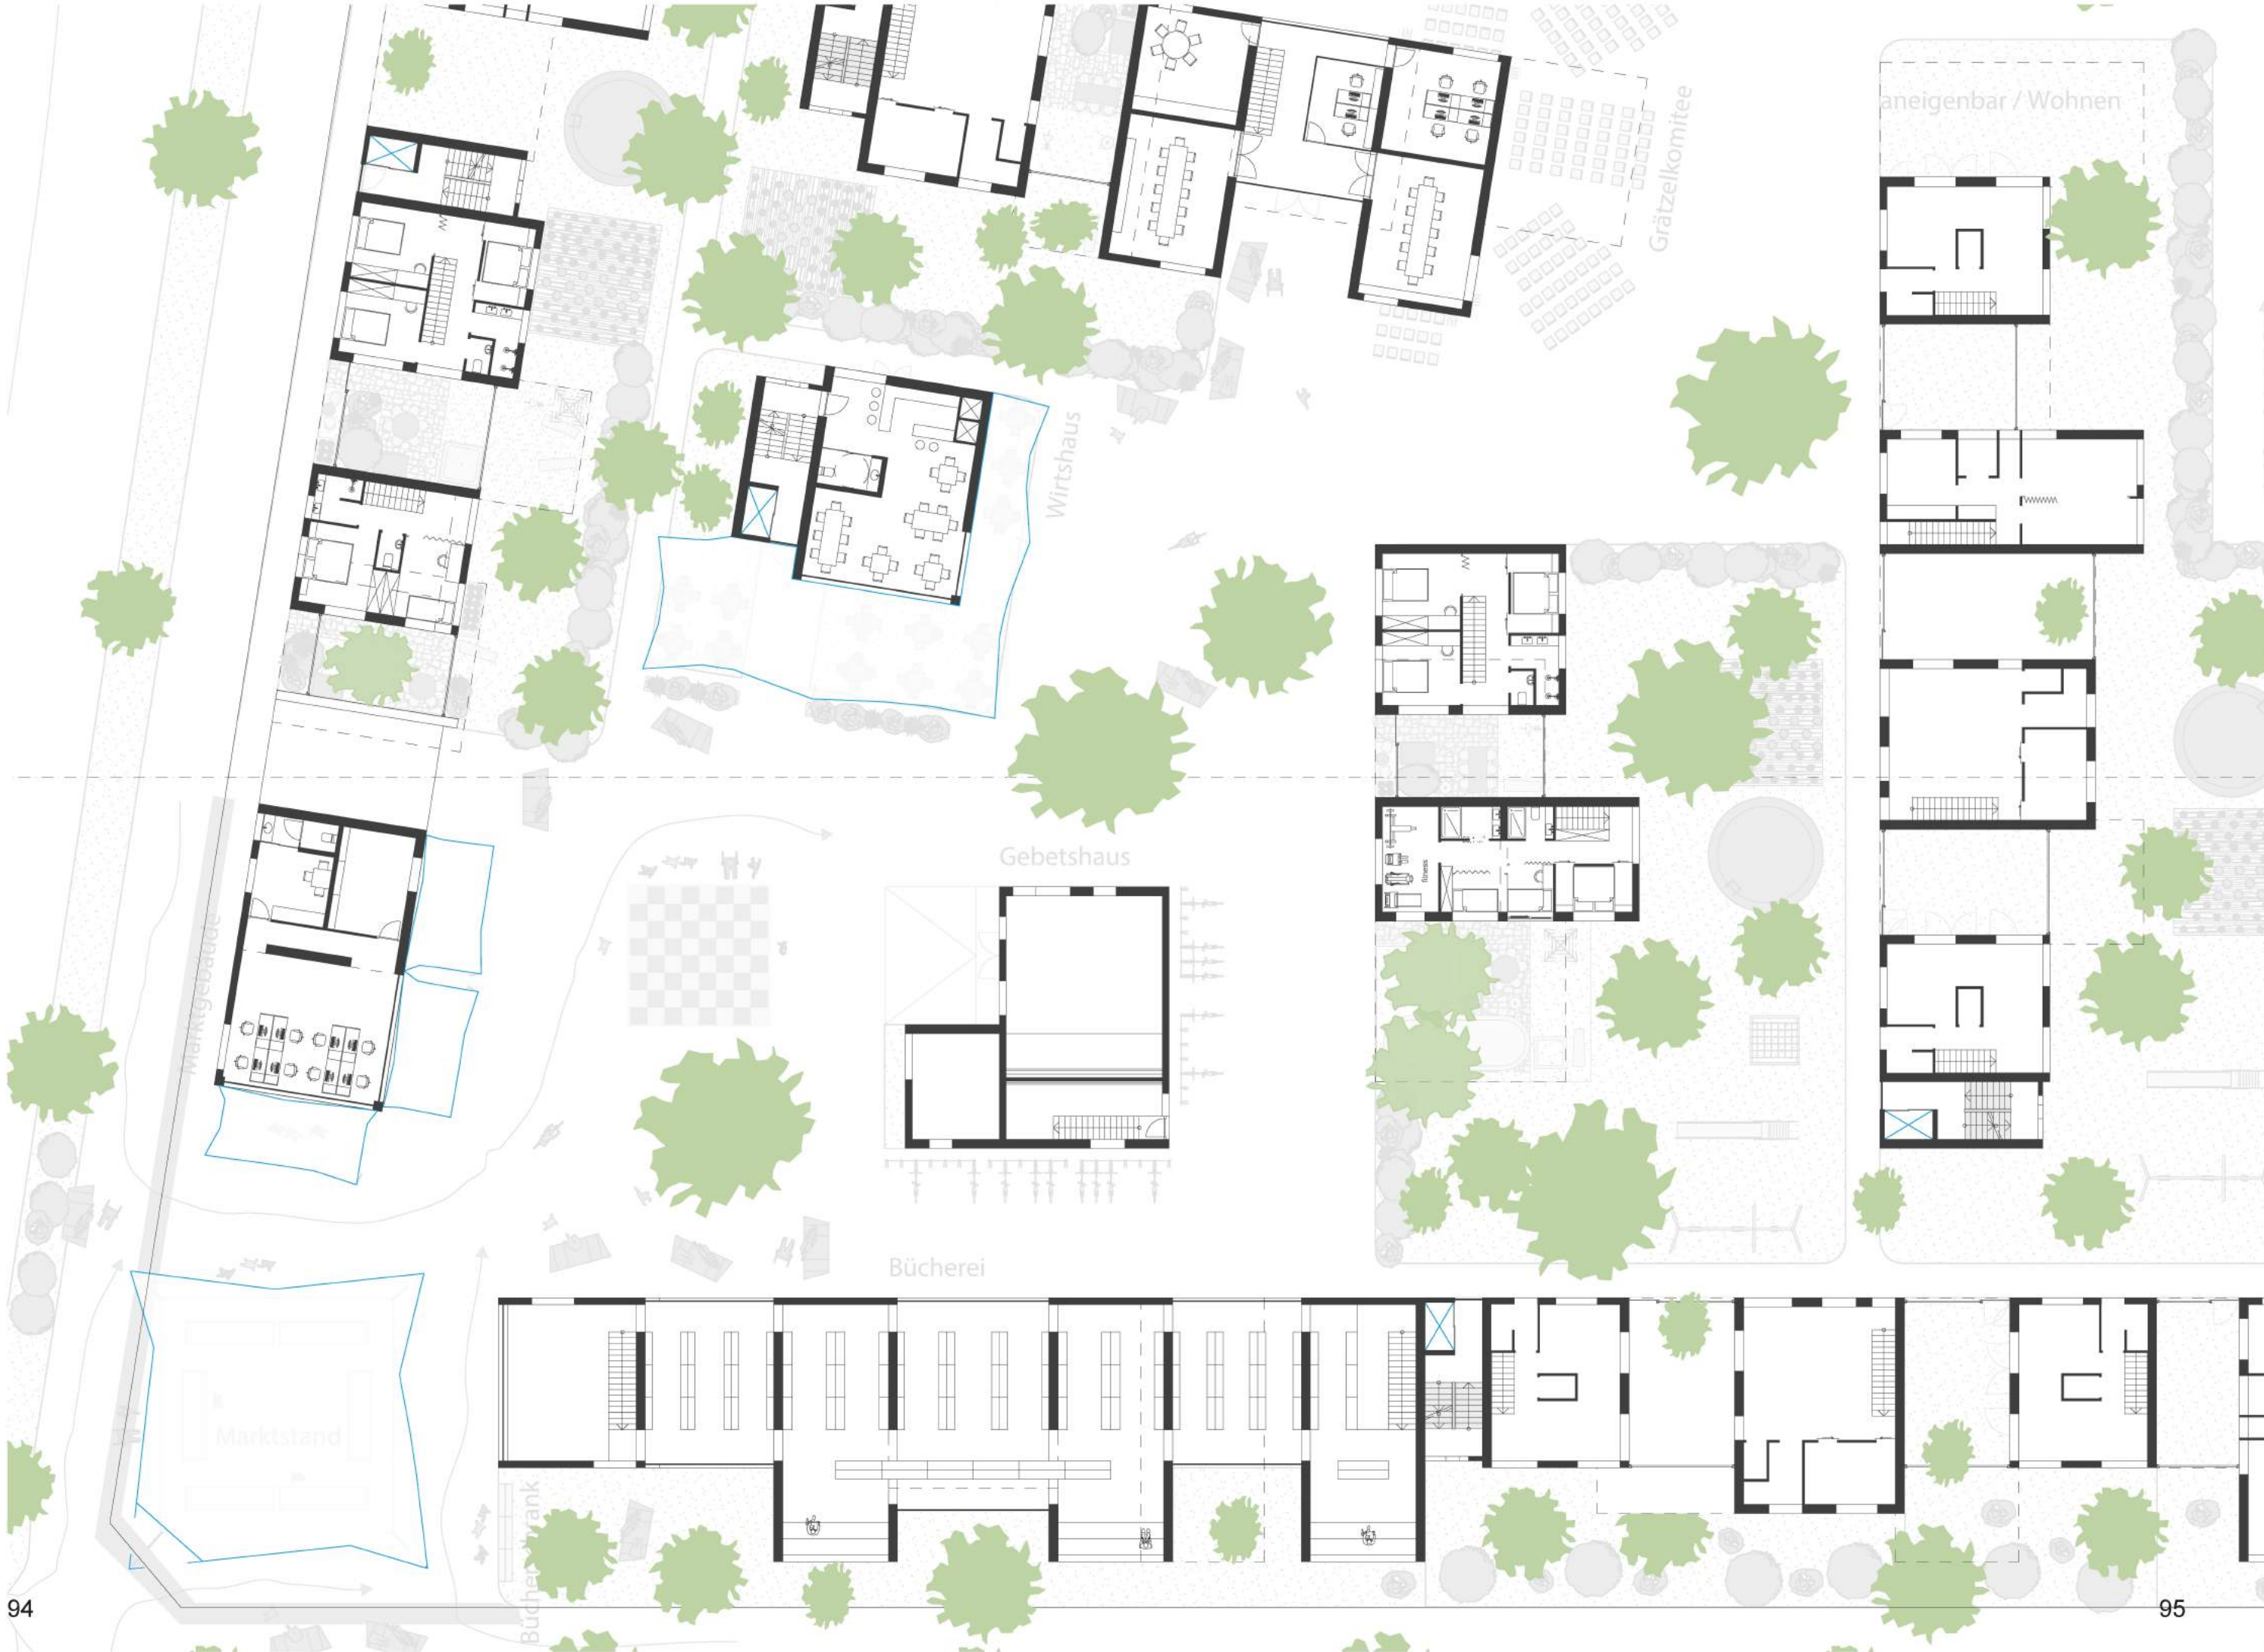 aneigenbar / Wohnen
Grätzelkomitee
Wirtshaus
Gebetshaus
fitness
Marktgebäude
Bücherei
Marktstand
94
95